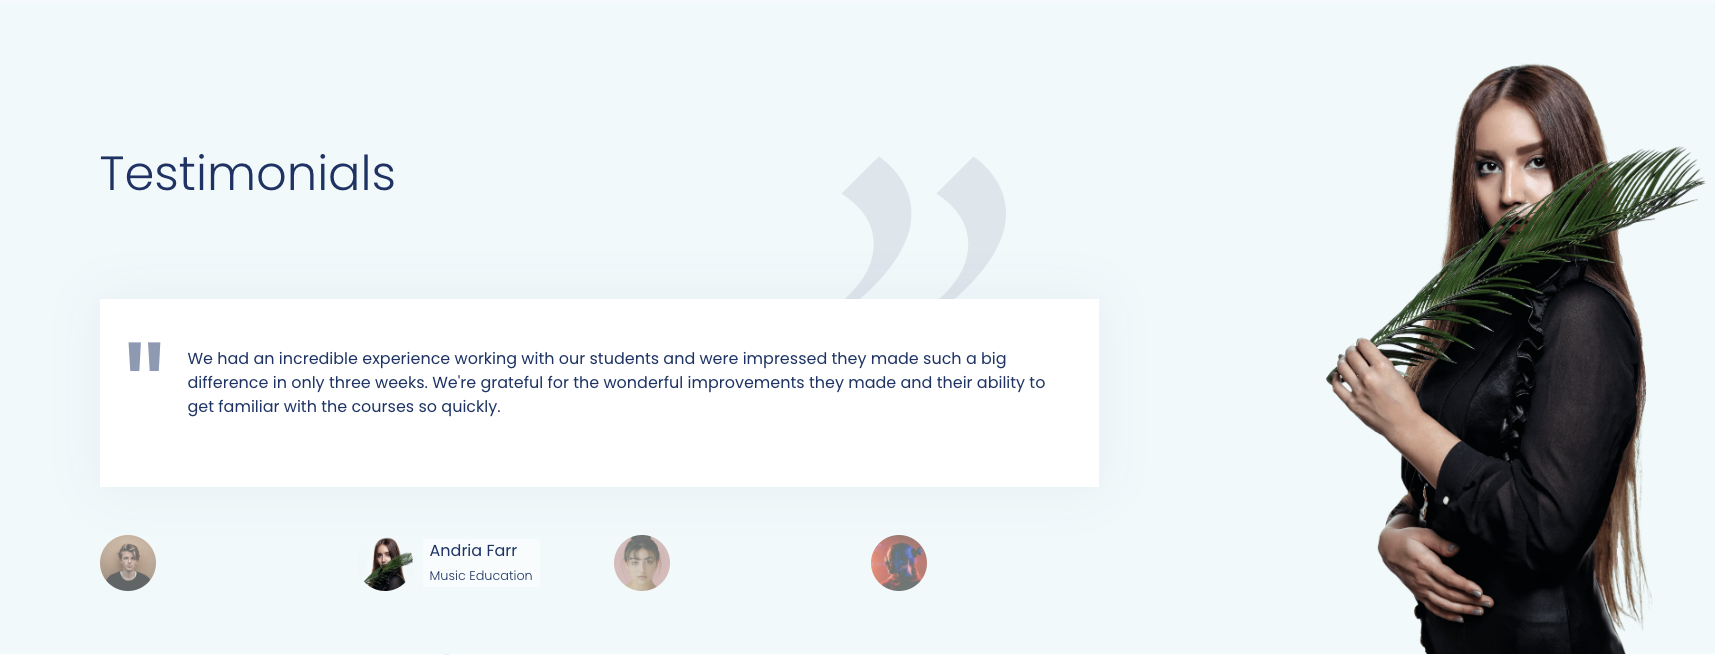 Testimonials
"
We had an incredible experience working with our students and were impressed they made such a big
difference in only three weeks. We're grateful for the wonderful improvements they made and their ability to
get familiar with the courses so quickly.
Andria Farr
Music Education